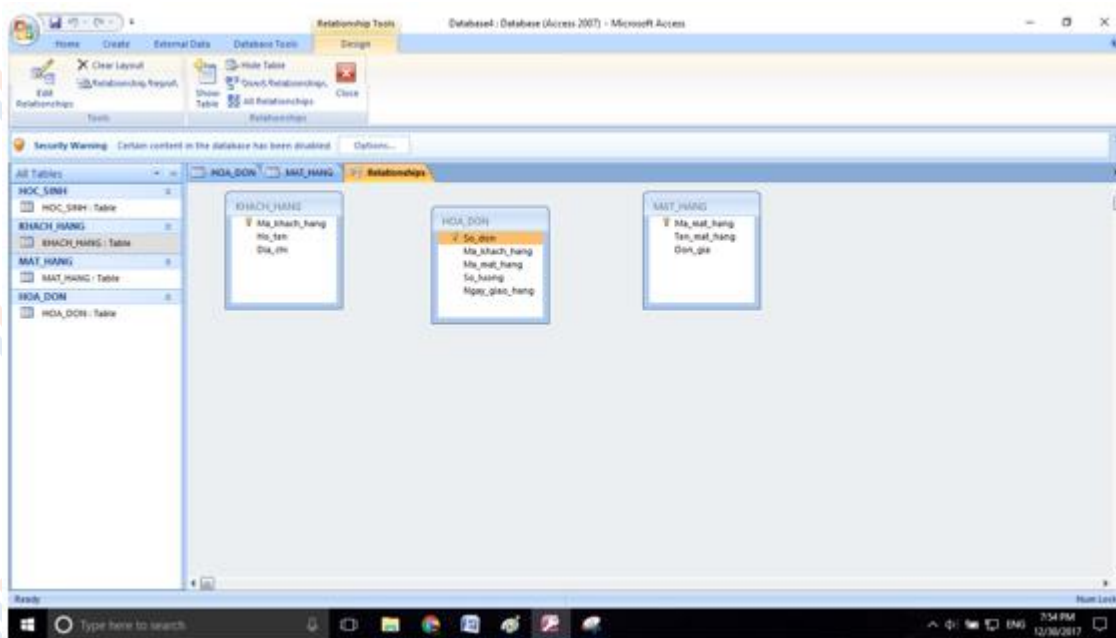 Relationship Tools
Database4 : Database (Access 2007) - Microsoft Access
Home Create External Data Database Tools Design
Edit Relationships
Clear Layout
Relationship Report
Tools
Show Table
Hide Table
Direct Relationships
All Relationships
Close
Relationships
Security Warning Certain content in the database has been disabled Options...
All Tables
HOC_SINH
HOC_SINH : Table
KHACH_HANG
KHACH_HANG : Table
MAT_HANG
MAT_HANG : Table
HOA_DON
HOA_DON : Table
HOA_DON MAT_HANG Relationships
KHACH_HANG
Ma_khach_hang
Ho_ten
Dia_chi
HOA_DON
So_don
Ma_khach_hang
Ma_mat_hang
So_luong
Ngay_giao_hang
MAT_HANG
Ma_mat_hang
Ten_mat_hang
Don_gia
Ready
Num Lock
Type here to search
ENG
7:54 PM
12/30/2017